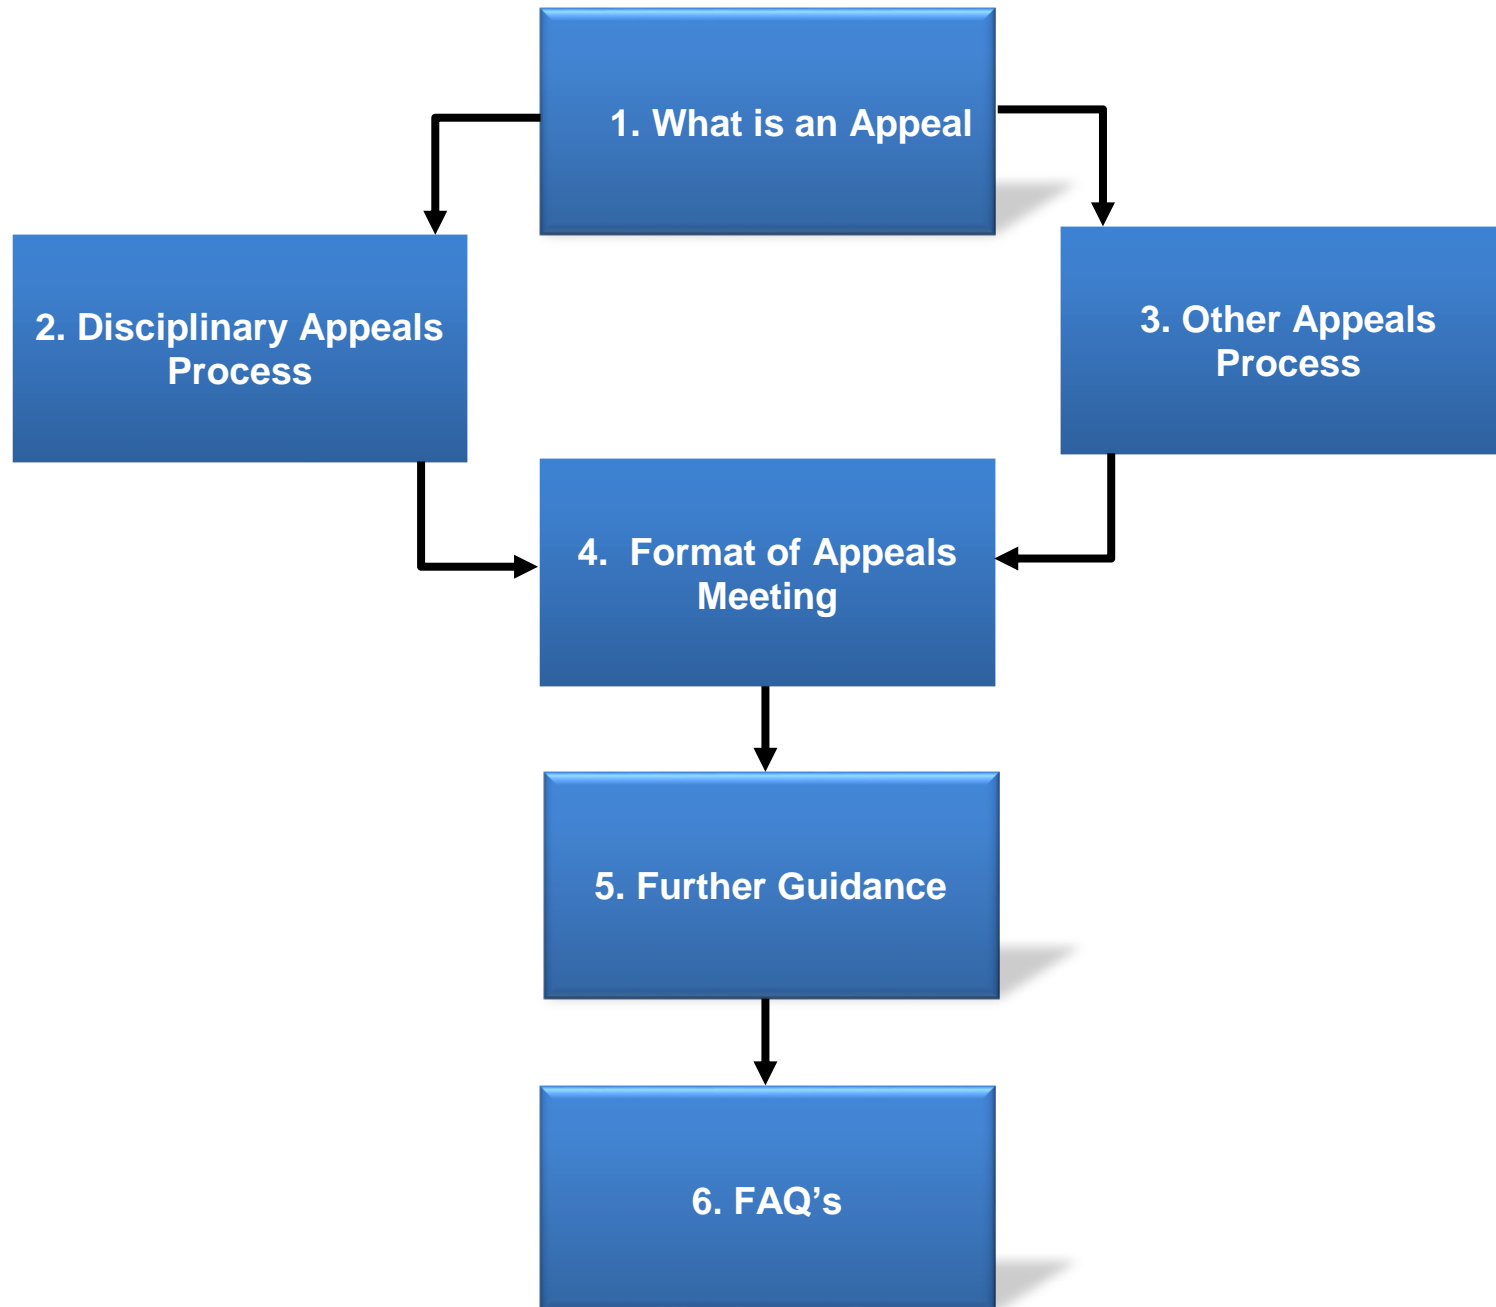 1. What is an Appeal
2. Disciplinary Appeals
Process
3. Other Appeals
Process
4.  Format of Appeals
Meeting
5. Further Guidance
6. FAQ’s